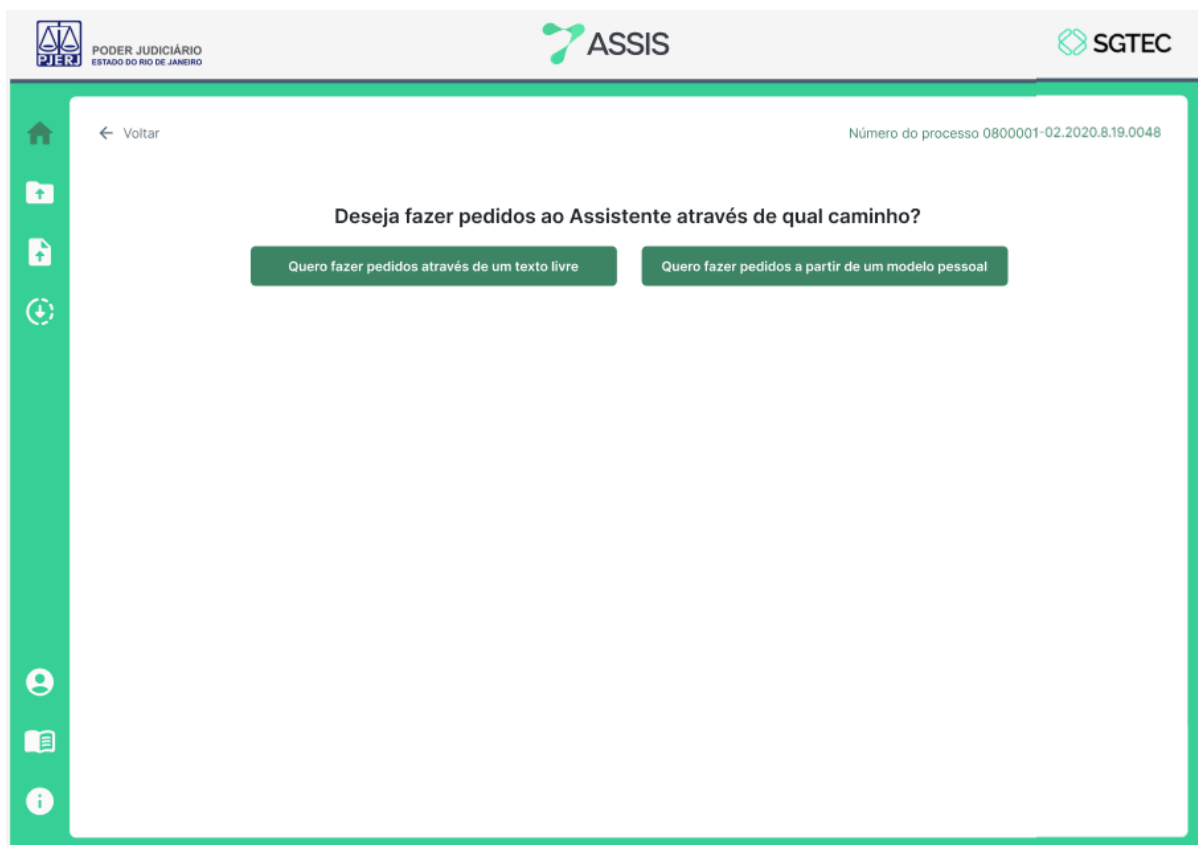 PJERJ
PODER JUDICIÁRIO
ESTADO DO RIO DE JANEIRO
ASSIS
SGTEC
Voltar
Número do processo 0800001-02.2020.8.19.0048
Deseja fazer pedidos ao Assistente através de qual caminho?
Quero fazer pedidos através de um texto livre
Quero fazer pedidos a partir de um modelo pessoal